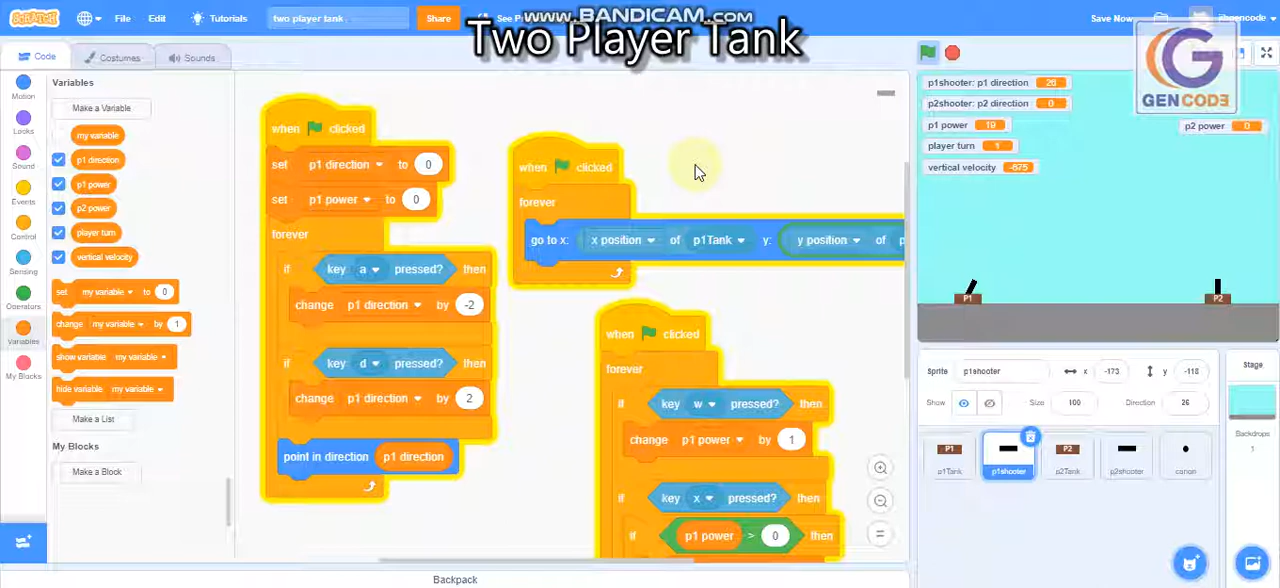 SCRATCH
File
Edit
Tutorials
two player tank
Share
See P
www.BANDICAM.com
Save Now
Two Player Tank
GENCODE
Code
Costumes
Sounds
Motion
Looks
Sound
Events
Control
Sensing
Operators
Variables
My Blocks
Variables
Make a Variable
my variable
p1 direction
p1 power
p2 power
player turn
vertical velocity
set my variable to 0
change my variable by 1
show variable my variable
hide variable my variable
Make a List
My Blocks
Make a Block
when clicked
set p1 direction to 0
set p1 power to 0
forever
if key a pressed? then
change p1 direction by -2
if key d pressed? then
change p1 direction by 2
point in direction p1 direction
when clicked
forever
go to x: x position of p1Tank y: y position of p
when clicked
forever
if key w pressed? then
change p1 power by 1
if key x pressed? then
if p1 power > 0 then
Backpack
p1shooter: p1 direction 26
p2shooter: p2 direction 0
p1 power 19
p2 power 0
player turn 1
vertical velocity -675
P1
P2
Sprite p1shooter x -173 y -118
Show Size 100 Direction 26
P1
p1Tank
p1shooter
P2
p2Tank
p2shooter
canon
Stage
Backdrops
1